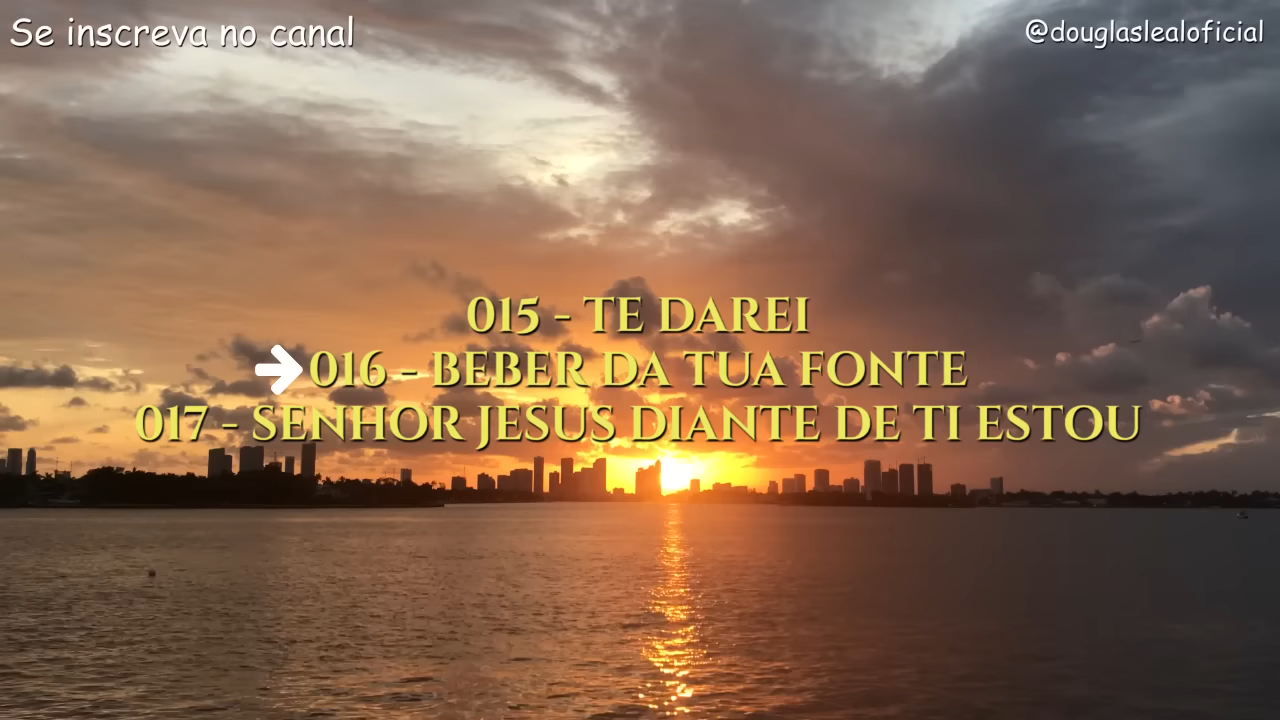 Se inscreva no canal
@douglaslealoficial
015 - TE DAREI
016 - BEBER DA TUA FONTE
017 - SENHOR JESUS DIANTE DE TI ESTOU